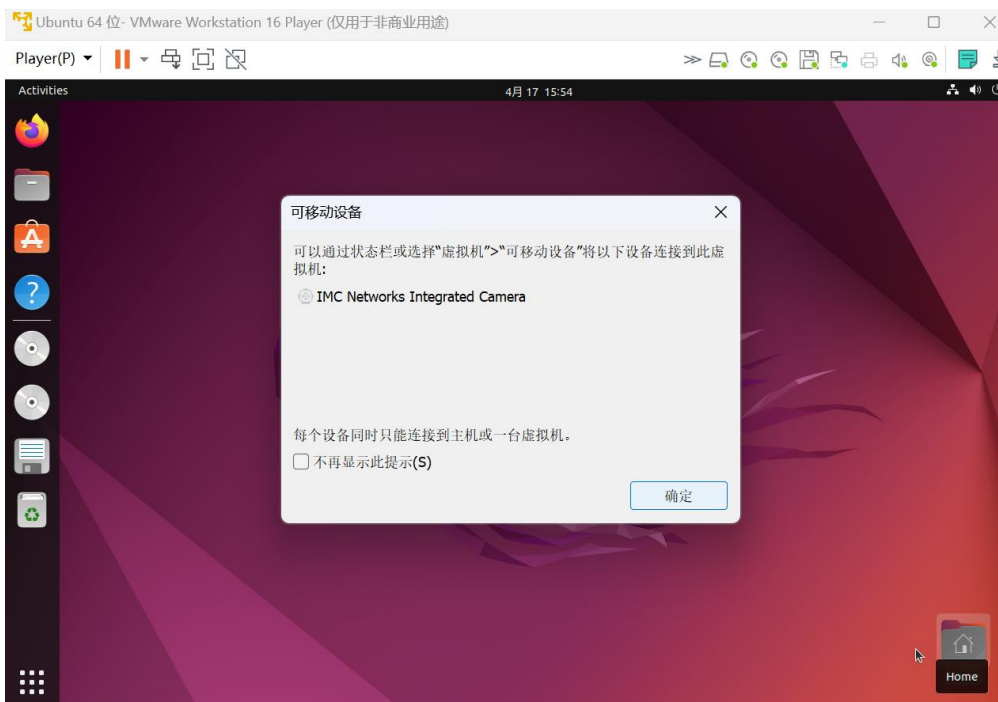 Ubuntu 64 位- VMware Workstation 16 Player (仅用于非商业用途)
Player(P)
Activities
4月 17 15:54
可移动设备
可以通过状态栏或选择"虚拟机">"可移动设备"将以下设备连接到此虚
拟机:
IMC Networks Integrated Camera
每个设备同时只能连接到主机或一台虚拟机。
不再显示此提示(S)
确定
Home